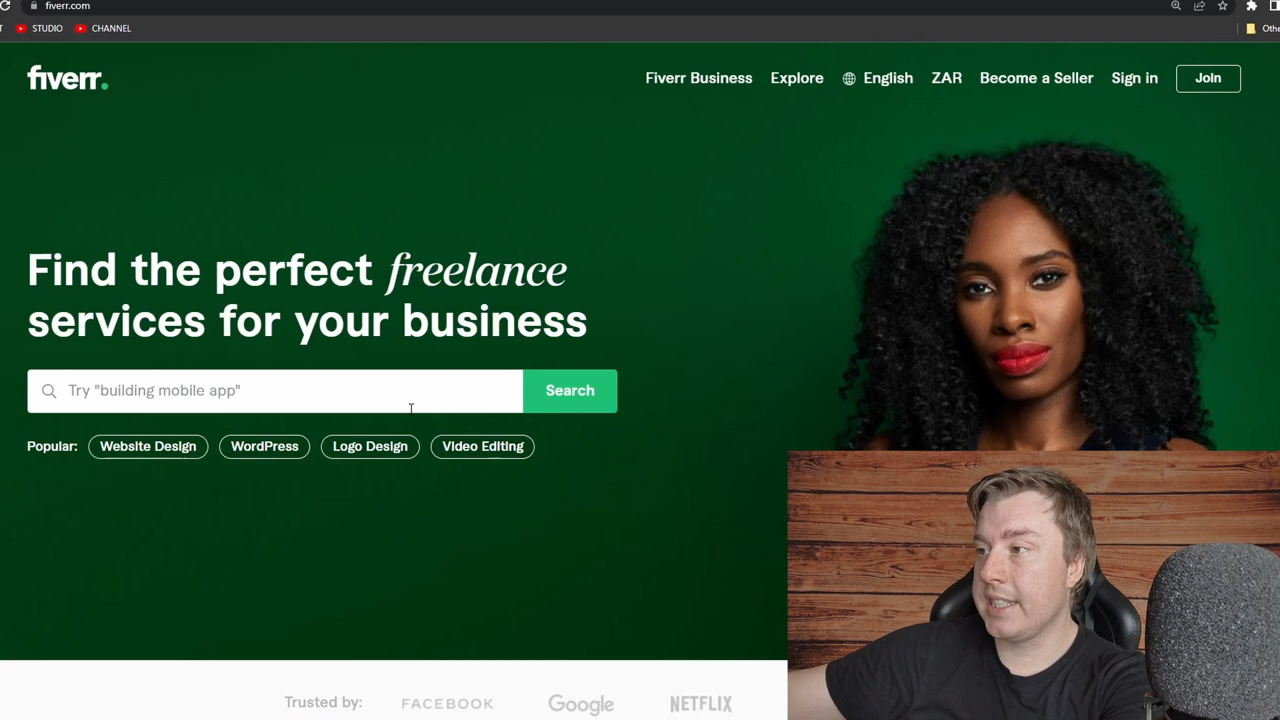 fiverr.com
STUDIO
CHANNEL
fiverr.
Fiverr Business
Explore
English
ZAR
Become a Seller
Sign in
Join
Find the perfect freelance
services for your business
Try "building mobile app"
Search
Popular:
Website Design
WordPress
Logo Design
Video Editing
Trusted by:
FACEBOOK
Google
NETFLIX